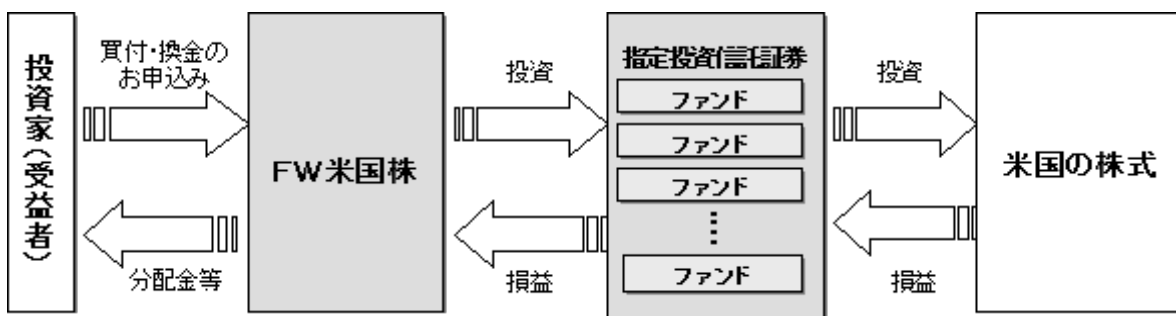 投資家(受益者)
買付・換金の
お申込み
分配金等
FW米国株
投資
損益
指定投資信託証券
ファンド
ファンド
ファンド
ファンド
投資
損益
米国の株式